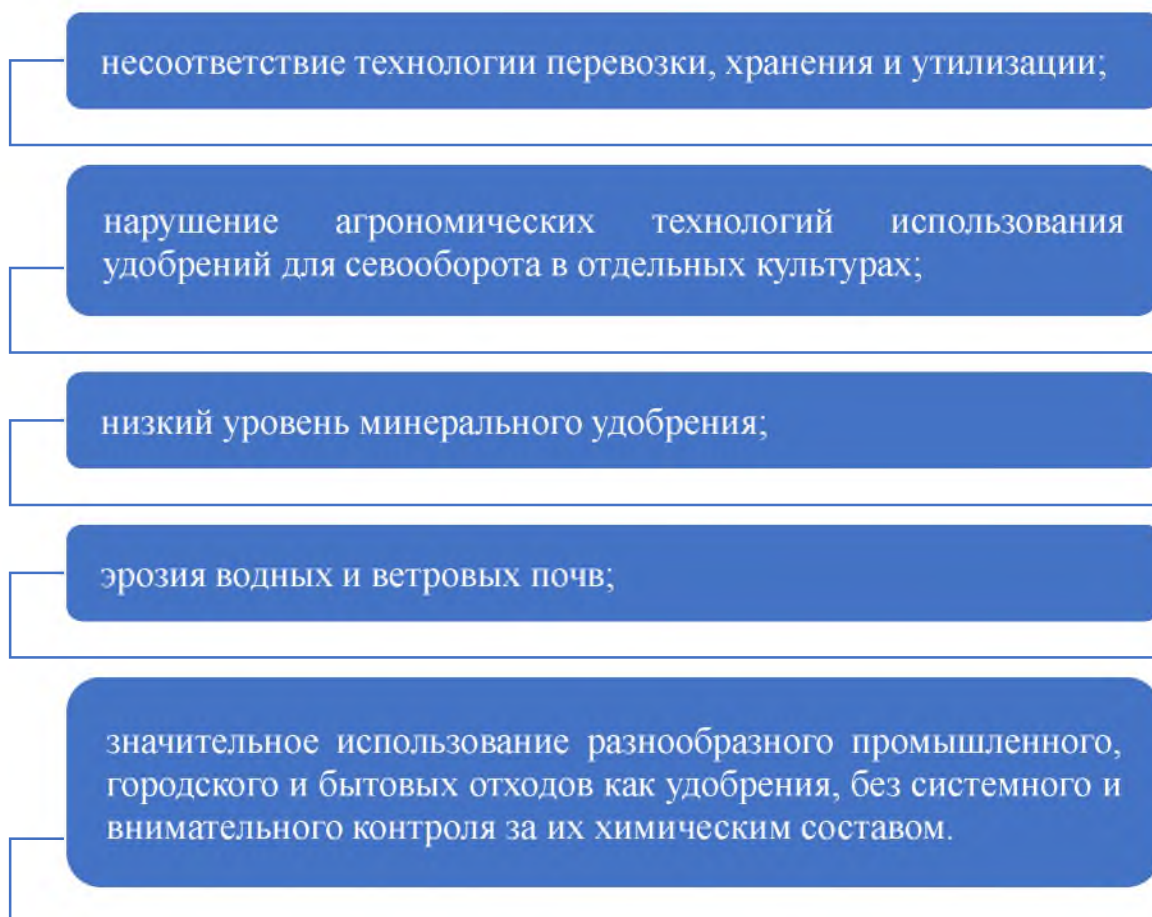 несоответствие технологии перевозки, хранения и утилизации;
нарушение агрономических технологий использования
удобрений для севооборота в отдельных культурах;
низкий уровень минерального удобрения;
эрозия водных и ветровых почв;
значительное использование разнообразного промышленного,
городского и бытовых отходов как удобрения, без системного и
внимательного контроля за их химическим составом.